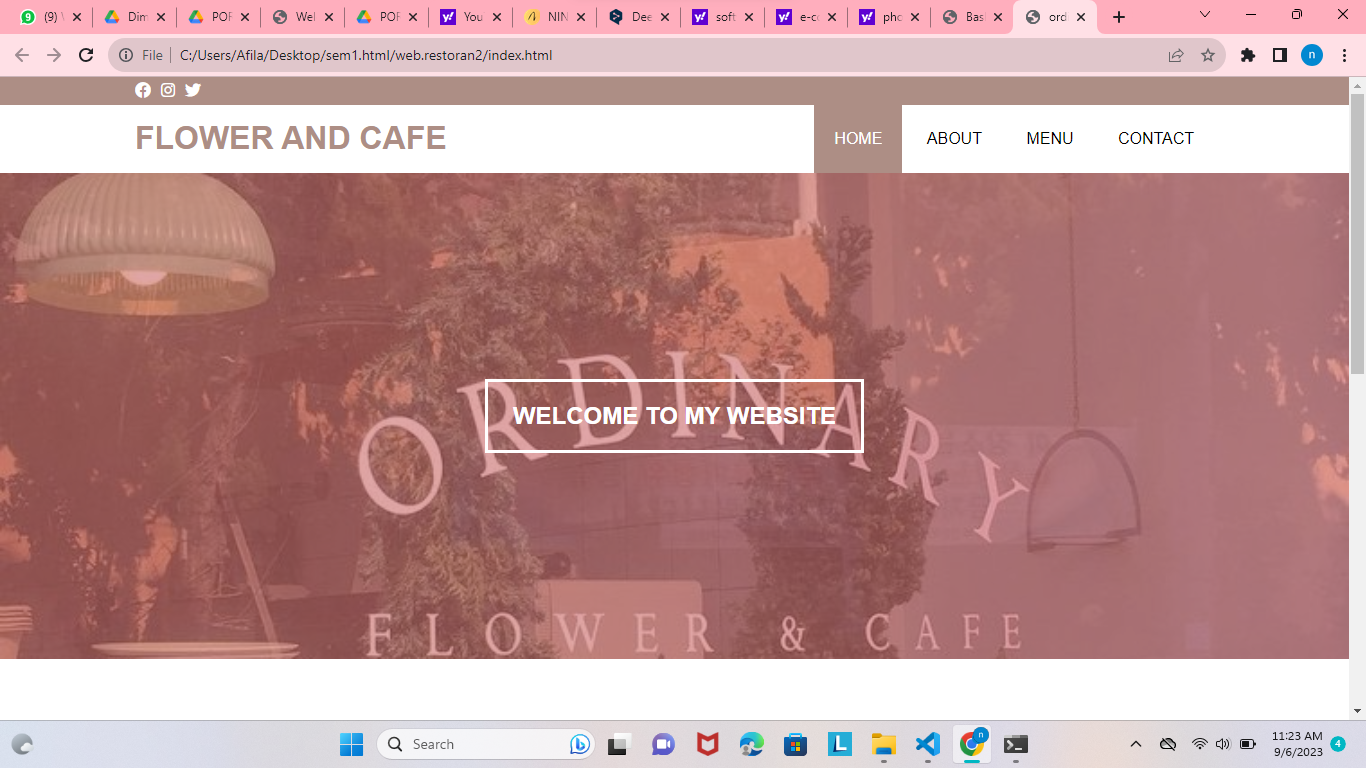 (9) V
Dim
POF
Wel
POF
You
NIN
Dee
soft
e-co
pho
Bas
ord
File
C:/Users/Afila/Desktop/sem1.html/web.restoran2/index.html
n
FLOWER AND CAFE
HOME
ABOUT
MENU
CONTACT
ORDINARY
WELCOME TO MY WEBSITE
FLOWER & CAFE
Search
n
11:23 AM
9/6/2023
4